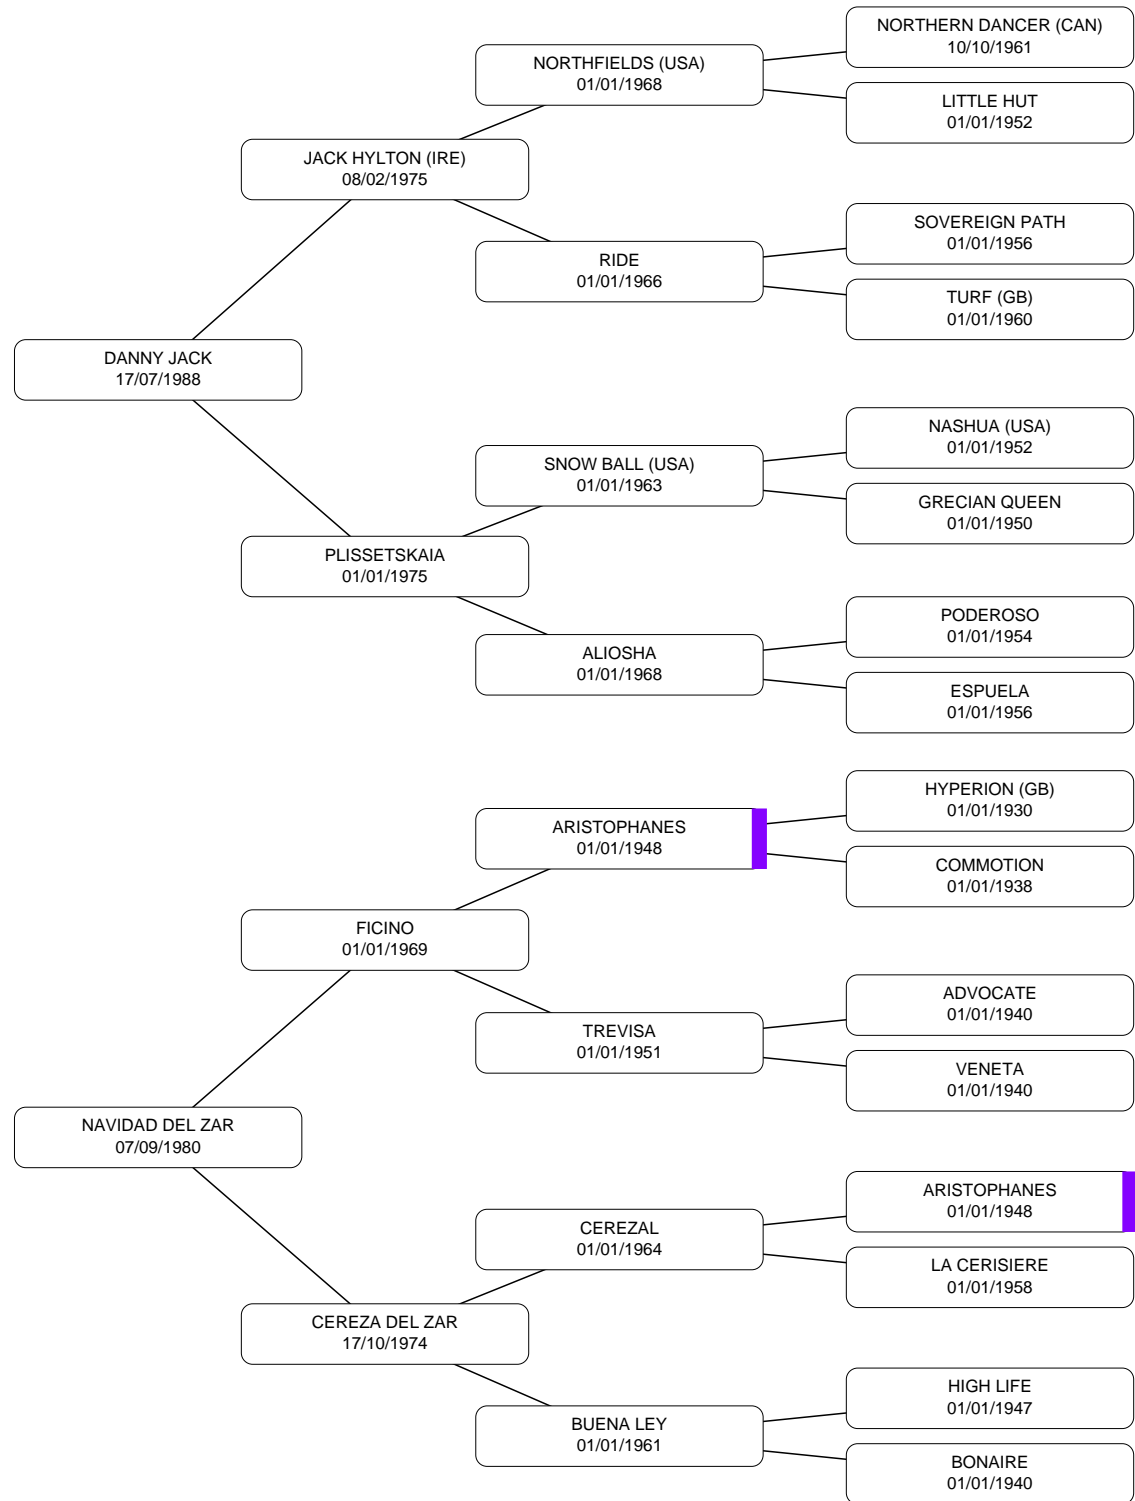 NORTHERN DANCER (CAN)
10/10/1961
NORTHFIELDS (USA)
01/01/1968
LITTLE HUT
01/01/1952
JACK HYLTON (IRE)
08/02/1975
SOVEREIGN PATH
01/01/1956
RIDE
01/01/1966
TURF (GB)
01/01/1960
DANNY JACK
17/07/1988
NASHUA (USA)
01/01/1952
SNOW BALL (USA)
01/01/1963
GRECIAN QUEEN
01/01/1950
PLISSETSKAIA
01/01/1975
PODEROSO
01/01/1954
ALIOSHA
01/01/1968
ESPUELA
01/01/1956
HYPERION (GB)
01/01/1930
ARISTOPHANES
01/01/1948
COMMOTION
01/01/1938
FICINO
01/01/1969
ADVOCATE
01/01/1940
TREVISA
01/01/1951
VENETA
01/01/1940
NAVIDAD DEL ZAR
07/09/1980
ARISTOPHANES
01/01/1948
CEREZAL
01/01/1964
LA CERISIERE
01/01/1958
CEREZA DEL ZAR
17/10/1974
HIGH LIFE
01/01/1947
BUENA LEY
01/01/1961
BONAIRE
01/01/1940